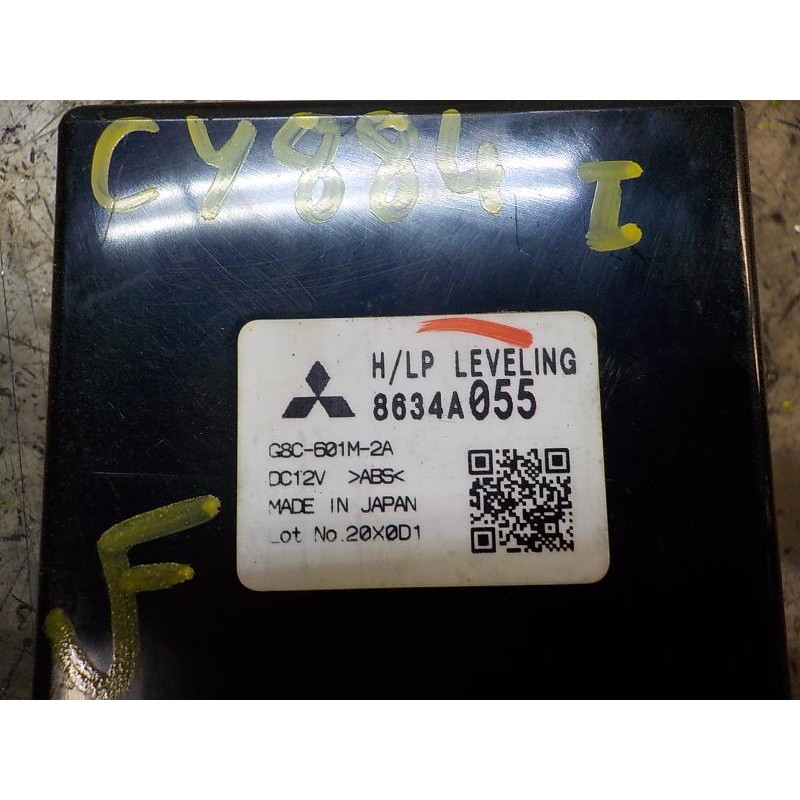 CY884 I
H/LP LEVELING
8634A055
G8C-601M-2A
DC12V >ABS<
MADE IN JAPAN
Lot No.20X0D1